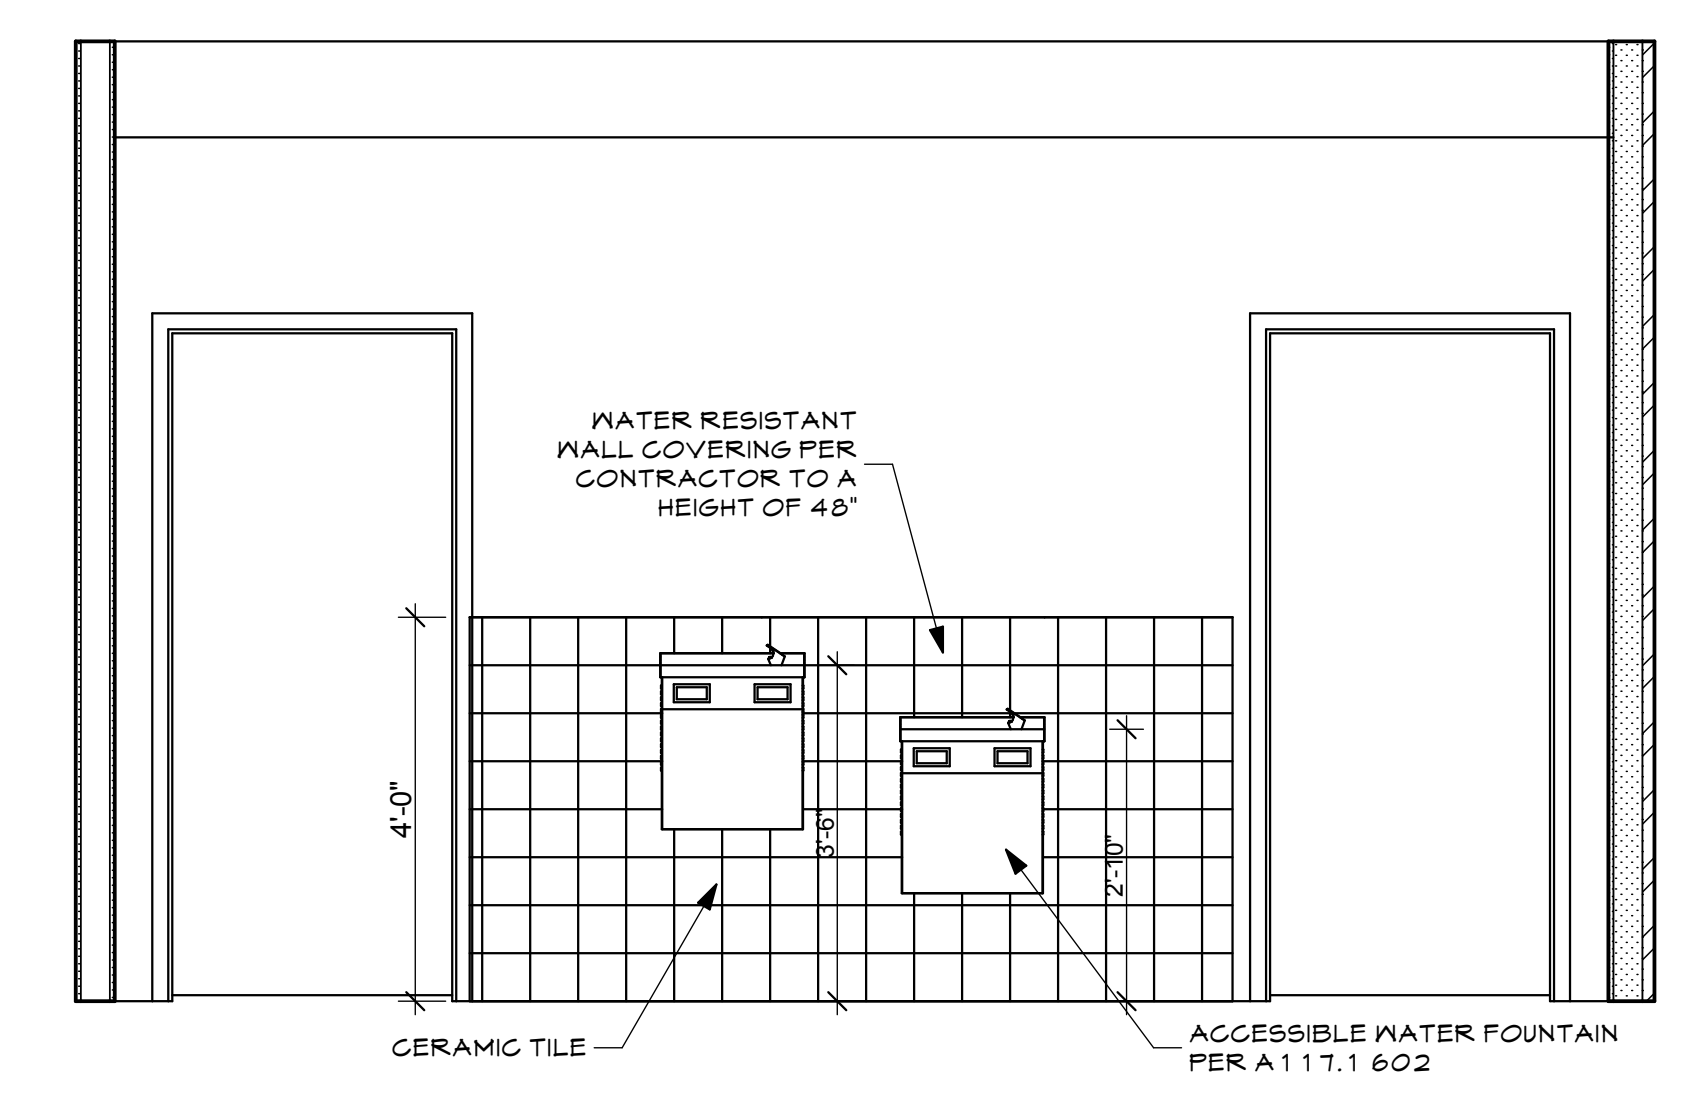 WATER RESISTANT
WALL COVERING PER
CONTRACTOR TO A
HEIGHT OF 48"
4'-0"
3'-6"
2'-10"
CERAMIC TILE
ACCESSIBLE WATER FOUNTAIN
PER A117.1 602